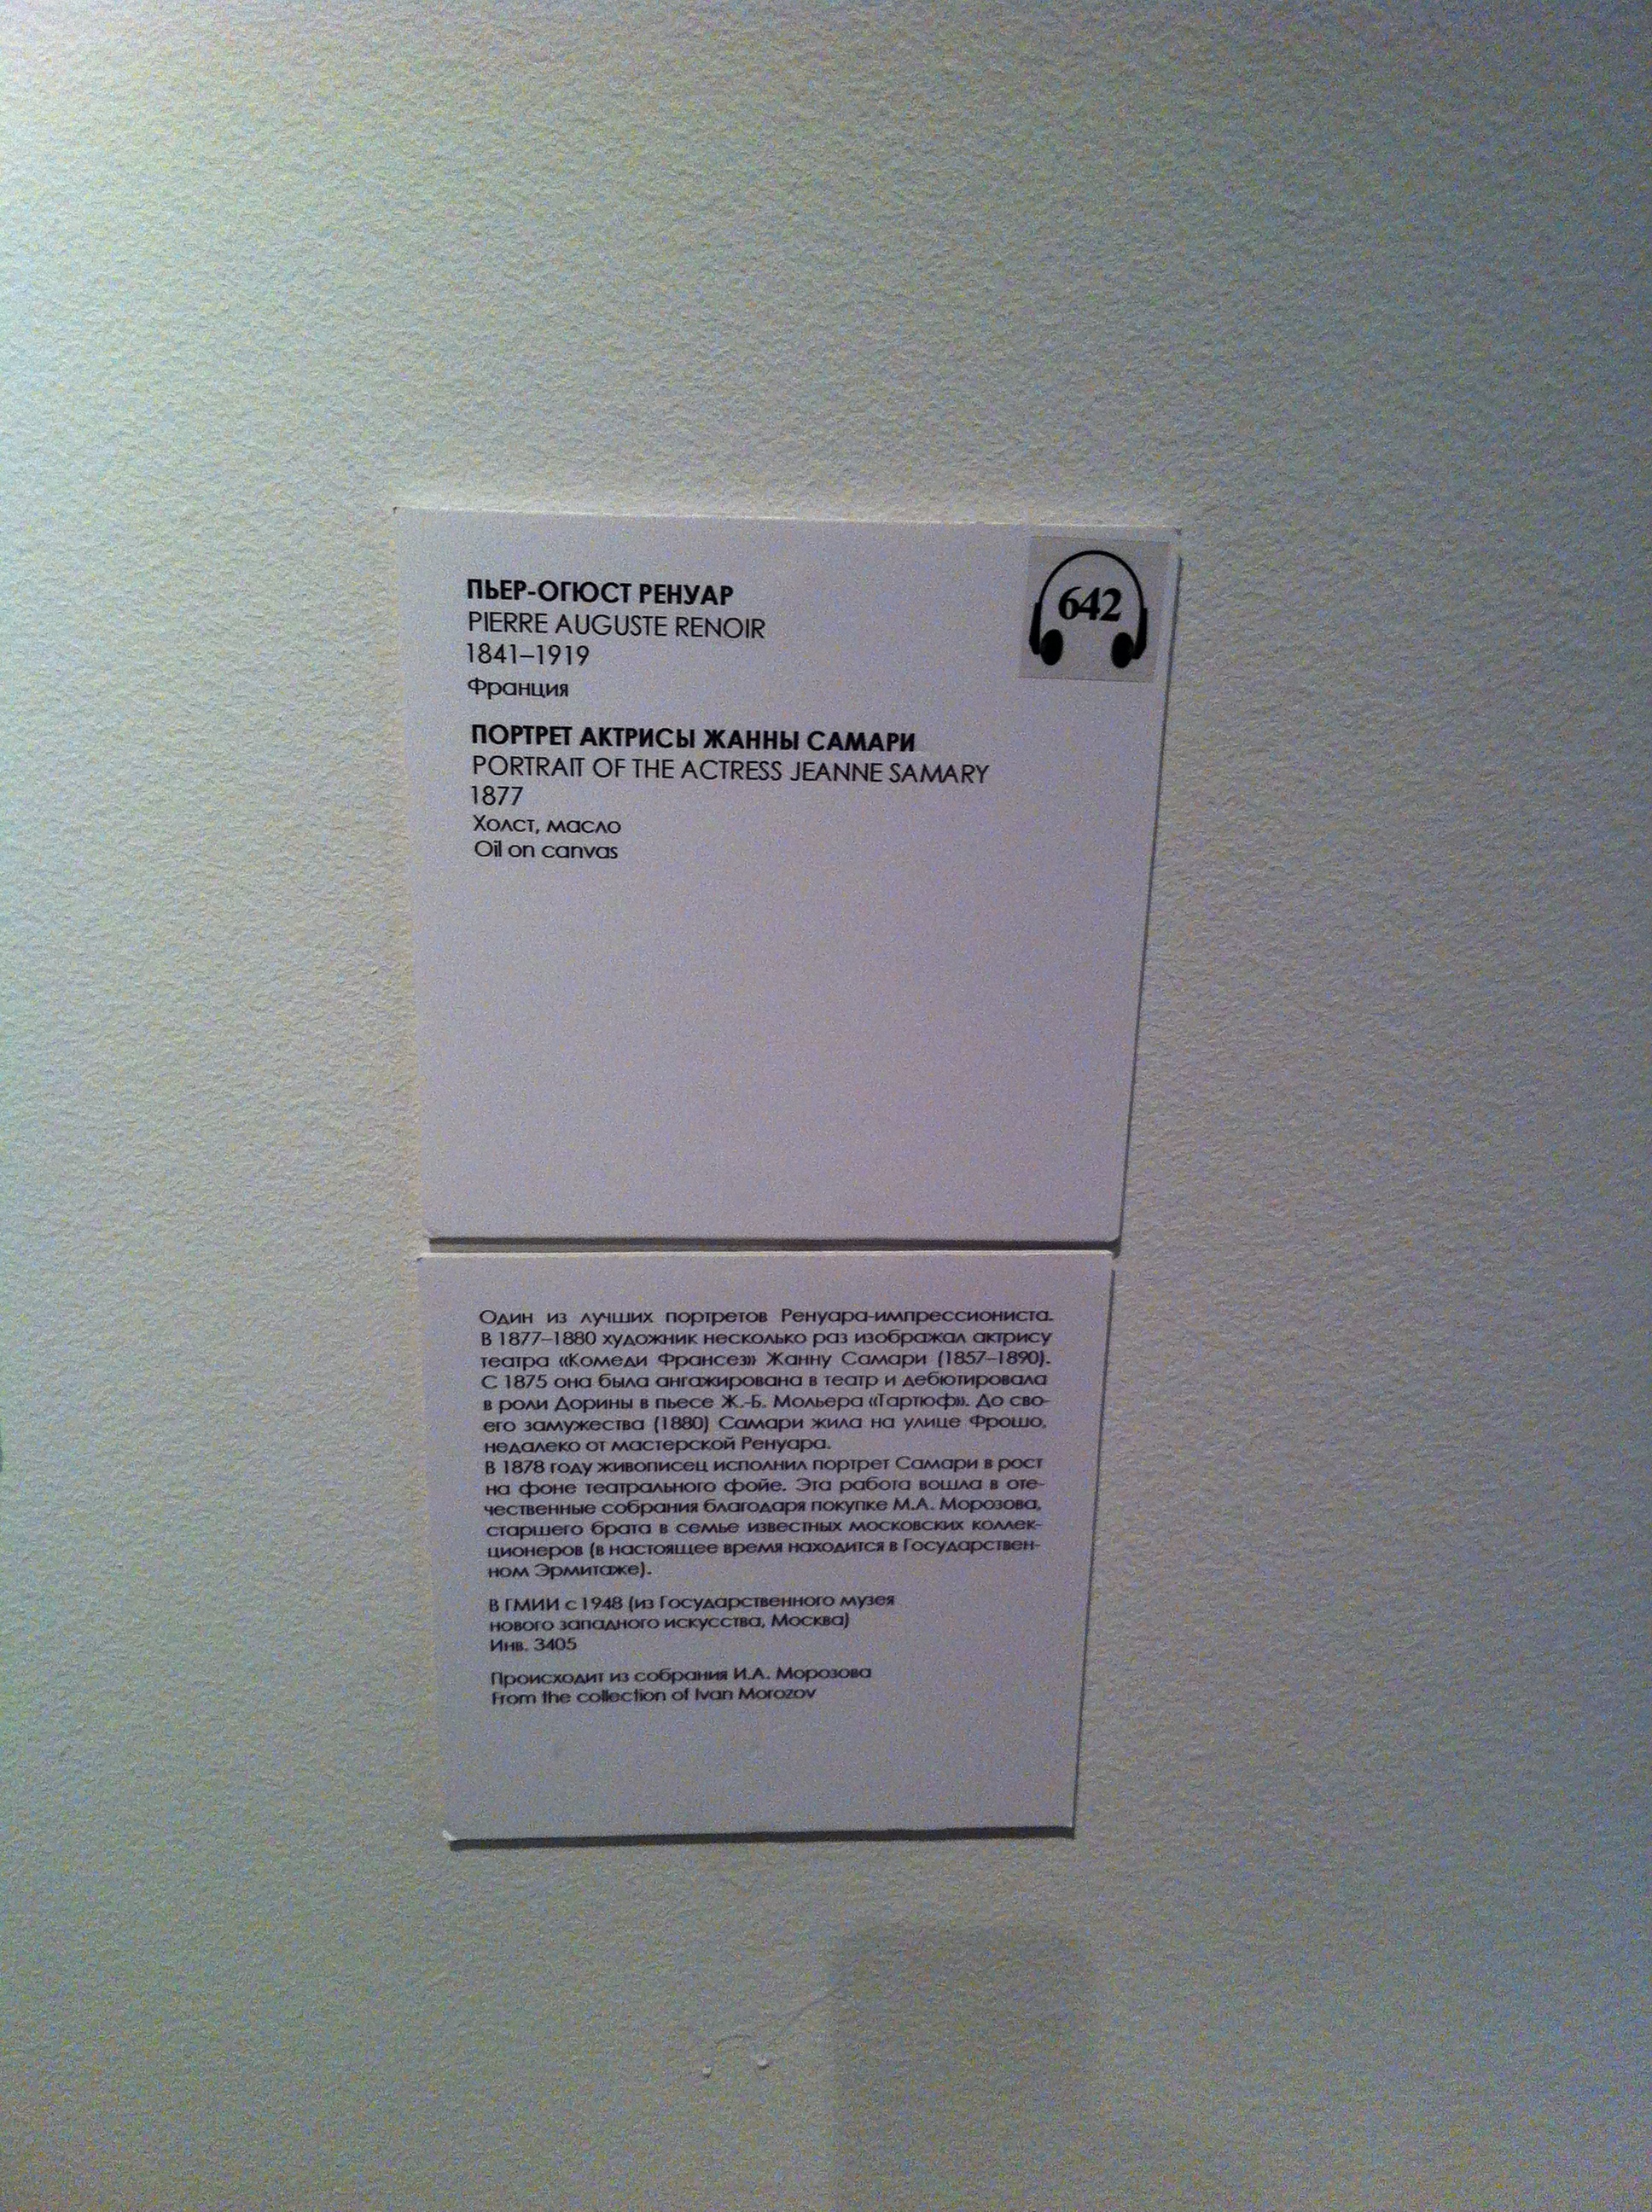 ПЬЕР-ОГЮСТ РЕНУАР
PIERRE AUGUSTE RENOIR
1841–1919
Франция
642
ПОРТРЕТ АКТРИСЫ ЖАННЫ САМАРИ
PORTRAIT OF THE ACTRESS JEANNE SAMARY
1877
Холст, масло
Oil on canvas
Один из лучших портретов Ренуара-импрессиониста.
В 1877–1880 художник несколько раз изображал актрису
театра «Комеди Франсез» Жанну Самари (1857–1890).
С 1875 она была ангажирована в театр и дебютировала
в роли Дорины в пьесе Ж.-Б. Мольера «Тартюф». До сво-
его замужества (1880) Самари жила на улице Фрошо,
недалеко от мастерской Ренуара.
В 1878 году живописец исполнил портрет Самари в рост
на фоне театрального фойе. Эта работа вошла в оте-
чественные собрания благодаря покупке М.А. Морозова,
старшего брата в семье известных московских коллек-
ционеров (в настоящее время находится в Государствен-
ном Эрмитаже).
В ГМИИ с 1948 (из Государственного музея
нового западного искусства, Москва)
Инв. 3405
Происходит из собрания И.А. Морозова
From the collection of Ivan Morozov